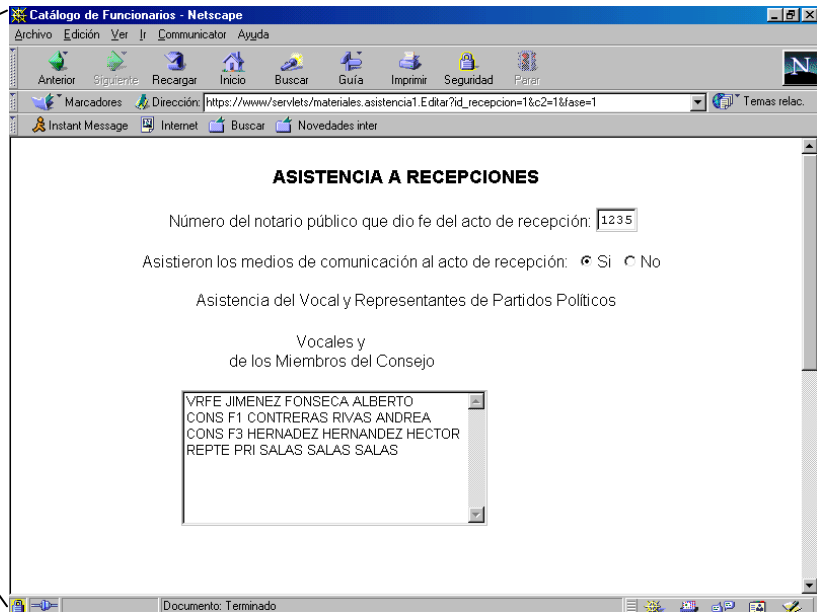 Catálogo de Funcionarios - Netscape
Archivo Edición Ver Ir Communicator Ayuda
Anterior Siguiente Recargar Inicio Buscar Guía Imprimir Seguridad Parar
N
Marcadores Dirección: https://www/servlets/materiales.asistencia1.Editar?id_recepcion=1&c2=1&fase=1 Temas relac.
Instant Message Internet Buscar Novedades inter
ASISTENCIA A RECEPCIONES
Número del notario público que dio fe del acto de recepción: 1235
Asistieron los medios de comunicación al acto de recepción: Si No
Asistencia del Vocal y Representantes de Partidos Políticos
Vocales y
de los Miembros del Consejo
VRFE JIMENEZ FONSECA ALBERTO
CONS F1 CONTRERAS RIVAS ANDREA
CONS F3 HERNADEZ HERNANDEZ HECTOR
REPTE PRI SALAS SALAS SALAS
Documento: Terminado